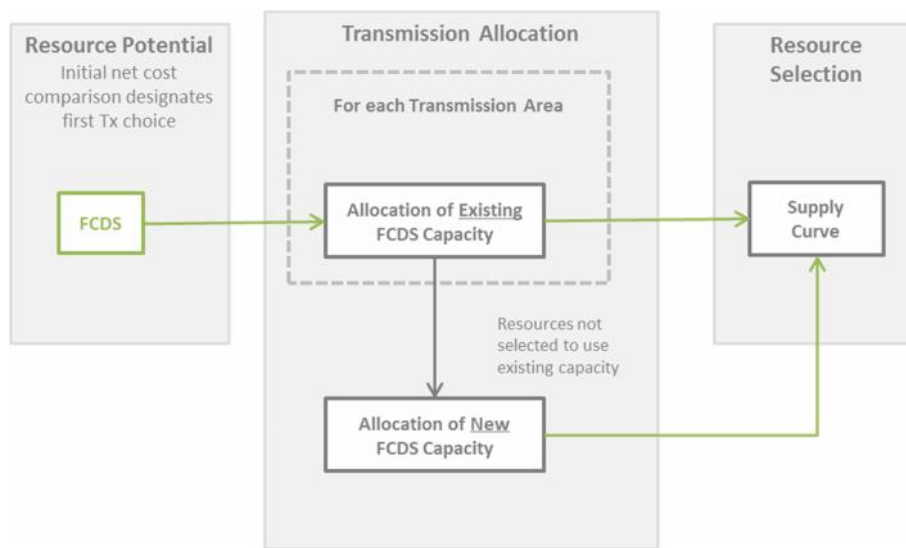 Resource Potential
Initial net cost
comparison designates
first Tx choice
FCDS
Transmission Allocation
For each Transmission Area
Allocation of Existing
FCDS Capacity
Resources not
selected to use
existing capacity
Allocation of New
FCDS Capacity
Resource
Selection
Supply
Curve